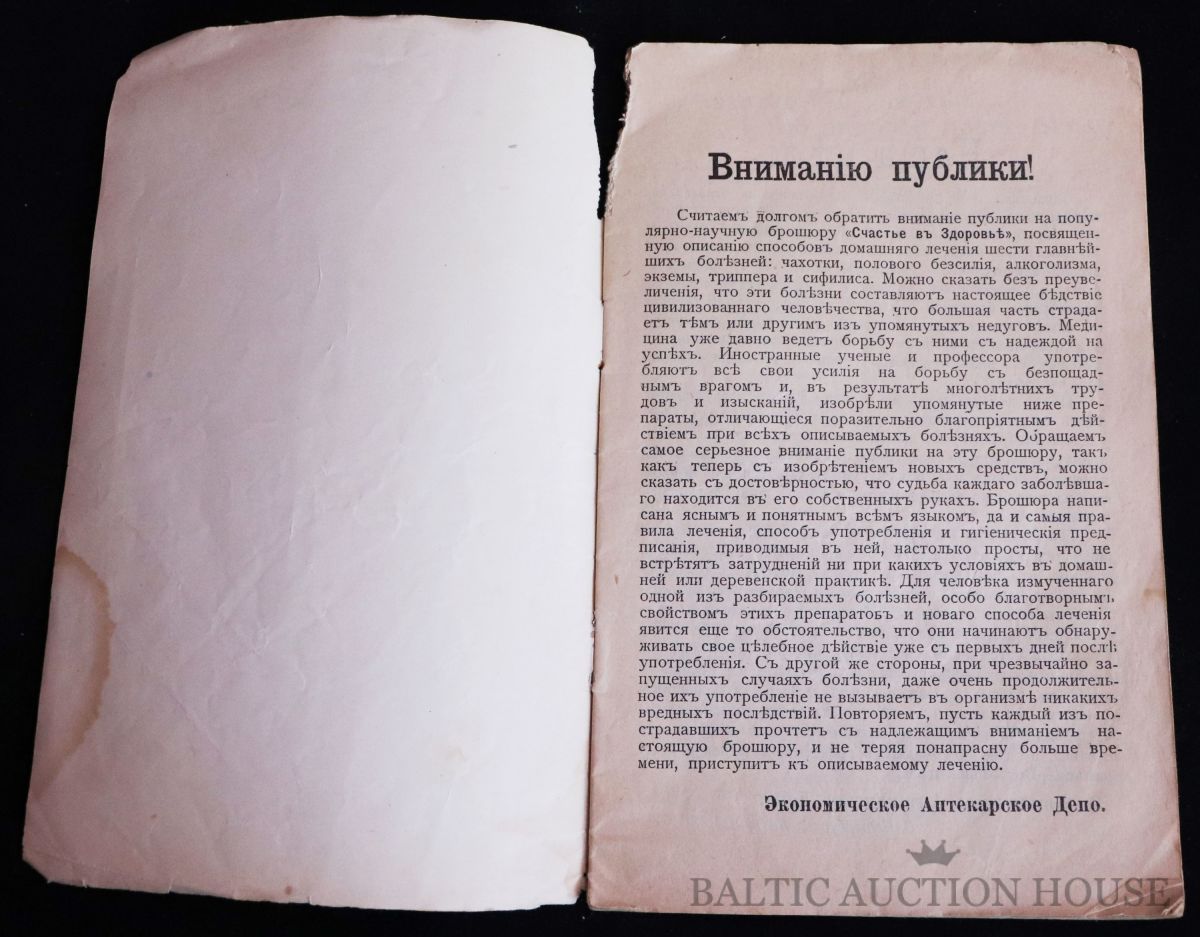 Вниманію публики!
Считаемъ долгомъ обратить вниманіе публики на попу-
лярно-научную брошюру «Счастье въ Здоровьѣ», посвящен-
ную описанію способовъ домашняго леченія шести главнѣй-
шихъ болѣзней: чахотки, полового безсилія, алкоголизма,
экземы, триппера и сифилиса. Можно сказать безъ преуве-
личенія, что эти болѣзни составляютъ настоящее бѣдствіе
цивилизованнаго человѣчества, что большая часть страда-
етъ тѣмъ или другимъ изъ упомянутыхъ недуговъ. Меди-
цина уже давно ведетъ борьбу съ ними съ надеждой на
успѣхъ. Иностранные ученые и профессора употре-
бляютъ всѣ свои усилія на борьбу съ безпощад-
нымъ врагомъ и, въ результатѣ многолѣтнихъ тру-
довъ и изысканій, изобрѣли упомянутые ниже пре-
параты, отличающіеся поразительно благопріятнымъ дѣй-
ствіемъ при всѣхъ описываемыхъ болѣзняхъ. Обращаемъ
самое серьезное вниманіе публики на эту брошюру, такъ
какъ теперь съ изобрѣтеніемъ новыхъ средствъ, можно
сказать съ достовѣрностью, что судьба каждаго заболѣвша-
го находится въ его собственныхъ рукахъ. Брошюра напи-
сана яснымъ и понятнымъ всѣмъ языкомъ, да и самыя пра-
вила леченія, способъ употребленія и гигіеническія пред-
писанія, приводимыя въ ней, настолько просты, что не
встрѣтятъ затрудненій ни при какихъ условіяхъ въ домаш-
ней или деревенской практикѣ. Для человѣка измученнаго
одной изъ разбираемыхъ болѣзней, особо благотворнымъ
свойствомъ этихъ препаратовъ и новаго способа леченія
явится еще то обстоятельство, что они начинаютъ обнару-
живать свое цѣлебное дѣйствіе уже съ первыхъ дней послѣ
употребленія. Съ другой же стороны, при чрезвычайно за-
пущенныхъ случаяхъ болѣзни, даже очень продолжитель-
ное ихъ употребленіе не вызываетъ въ организмѣ никакихъ
вредныхъ послѣдствій. Повторяемъ, пусть каждый изъ по-
страдавшихъ прочтетъ съ надлежащимъ вниманіемъ на-
стоящую брошюру, и не теряя понапрасну больше вре-
мени, приступитъ къ описываемому леченію.
Экономическое Аптекарское Депо.
BALTIC AUCTION HOUSE